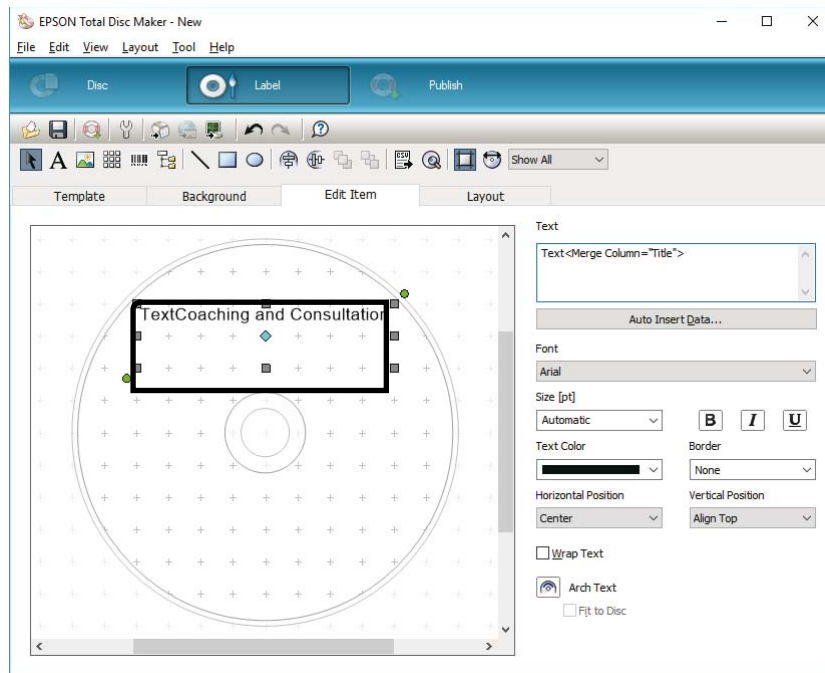 EPSON Total Disc Maker - New
File Edit View Layout Tool Help
Disc Label Publish
A CSV Show All
Template Background Edit Item Layout
Text
Text<Merge Column="Title">
TextCoaching and Consultation
Auto Insert Data...
Font
Arial
Size [pt]
Automatic B I U
Text Color Border
None
Horizontal Position Vertical Position
Center Align Top
Wrap Text
Arch Text
Fit to Disc